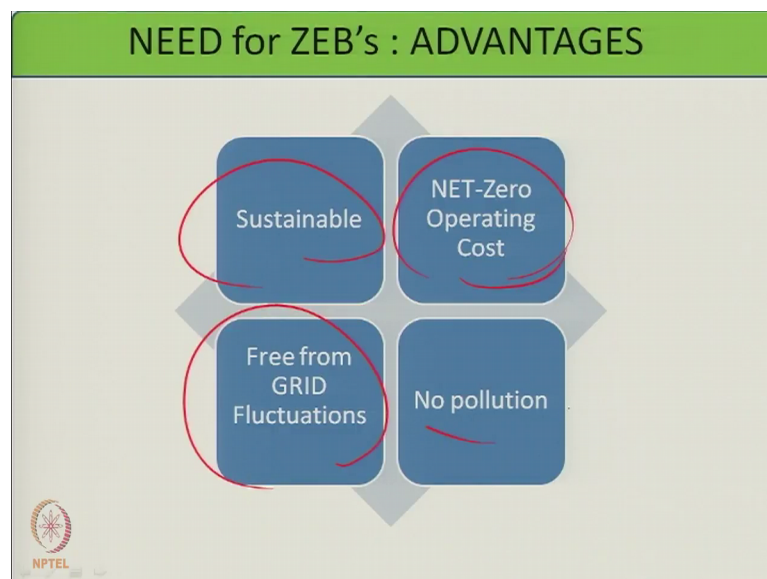 NEED for ZEB's : ADVANTAGES
Sustainable
NET-Zero
Operating
Cost
Free from
GRID
Fluctuations
No pollution
NPTEL